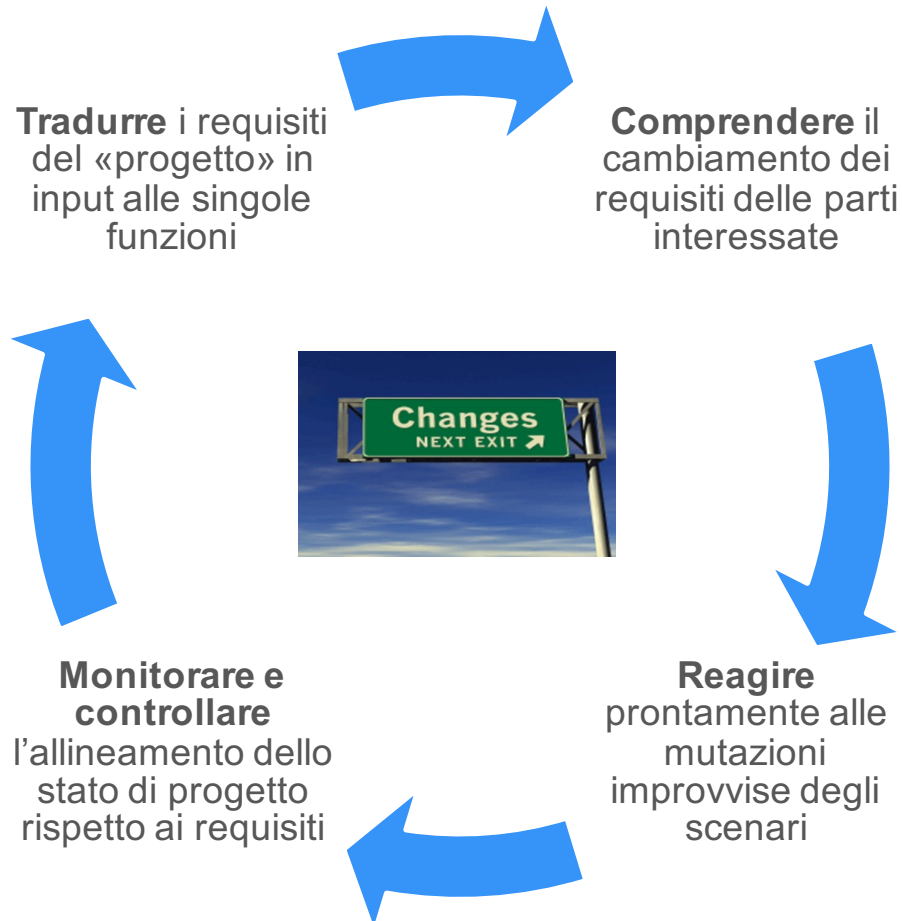 Tradurre i requisiti
del «progetto» in
input alle singole
funzioni
Comprendere il
cambiamento dei
requisiti delle parti
interessate
Changes
NEXT EXIT
Reagire
prontamente alle
mutazioni
improvvise degli
scenari
Monitorare e
controllare
l’allineamento dello
stato di progetto
rispetto ai requisiti